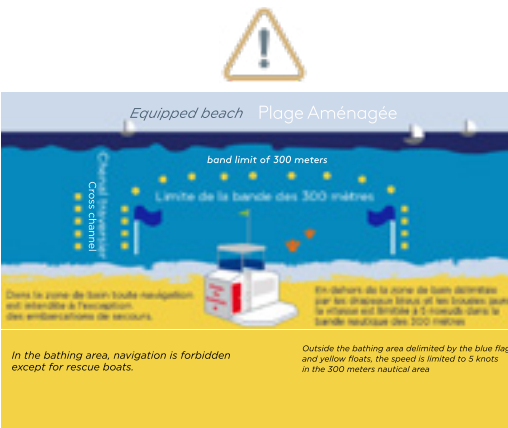 Equipped beach Plage Aménagée
band limit of 300 meters
Limite de la bande des 300 mètres
Chenal traversier
Cross channel
Dans la zone de bain toute navigation
est interdite à l'exception
des embarcations de secours.
En dehors de la zone de bain délimitée
par les drapeaux bleus et les bouées jaun
la vitesse est limitée à 5 noeuds dans la
bande nautique des 300 mètres
In the bathing area, navigation is forbidden
except for rescue boats.
Outside the bathing area delimited by the blue flag
and yellow floats, the speed is limited to 5 knots
in the 300 meters nautical area